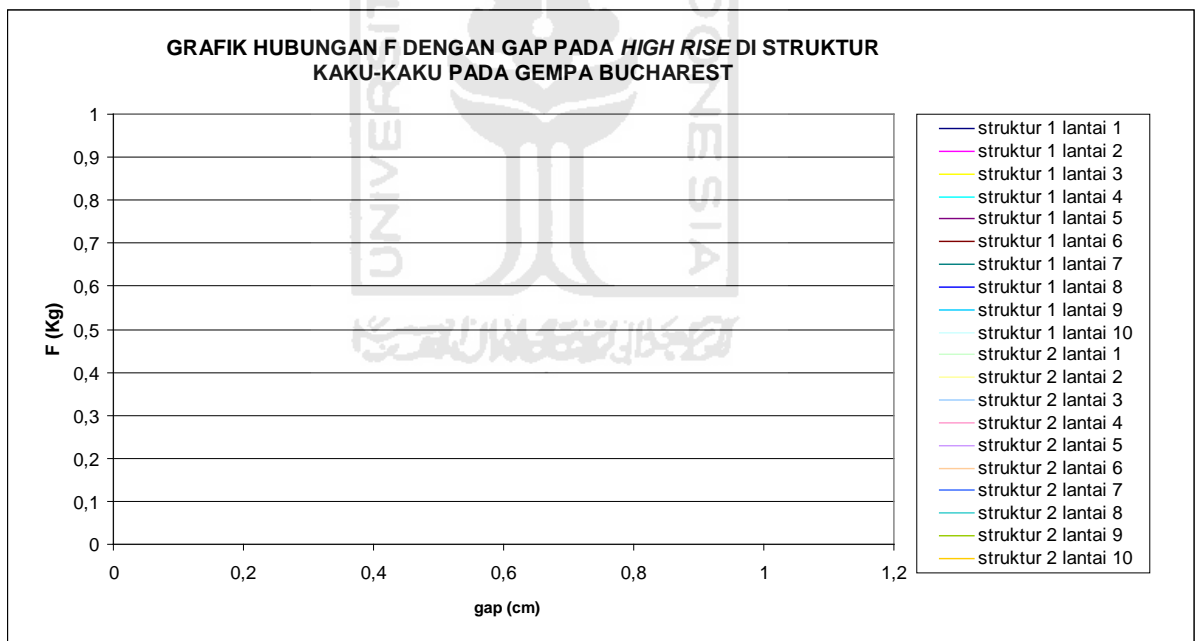 GRAFIK HUBUNGAN F DENGAN GAP PADA HIGH RISE DI STRUKTUR
KAKU-KAKU PADA GEMPA BUCHAREST
1
0,9
0,8
0,7
0,6
0,5
0,4
0,3
0,2
0,1
0
F (Kg)
0 0,2 0,4 0,6 0,8 1 1,2
gap (cm)
struktur 1 lantai 1
struktur 1 lantai 2
struktur 1 lantai 3
struktur 1 lantai 4
struktur 1 lantai 5
struktur 1 lantai 6
struktur 1 lantai 7
struktur 1 lantai 8
struktur 1 lantai 9
struktur 1 lantai 10
struktur 2 lantai 1
struktur 2 lantai 2
struktur 2 lantai 3
struktur 2 lantai 4
struktur 2 lantai 5
struktur 2 lantai 6
struktur 2 lantai 7
struktur 2 lantai 8
struktur 2 lantai 9
struktur 2 lantai 10